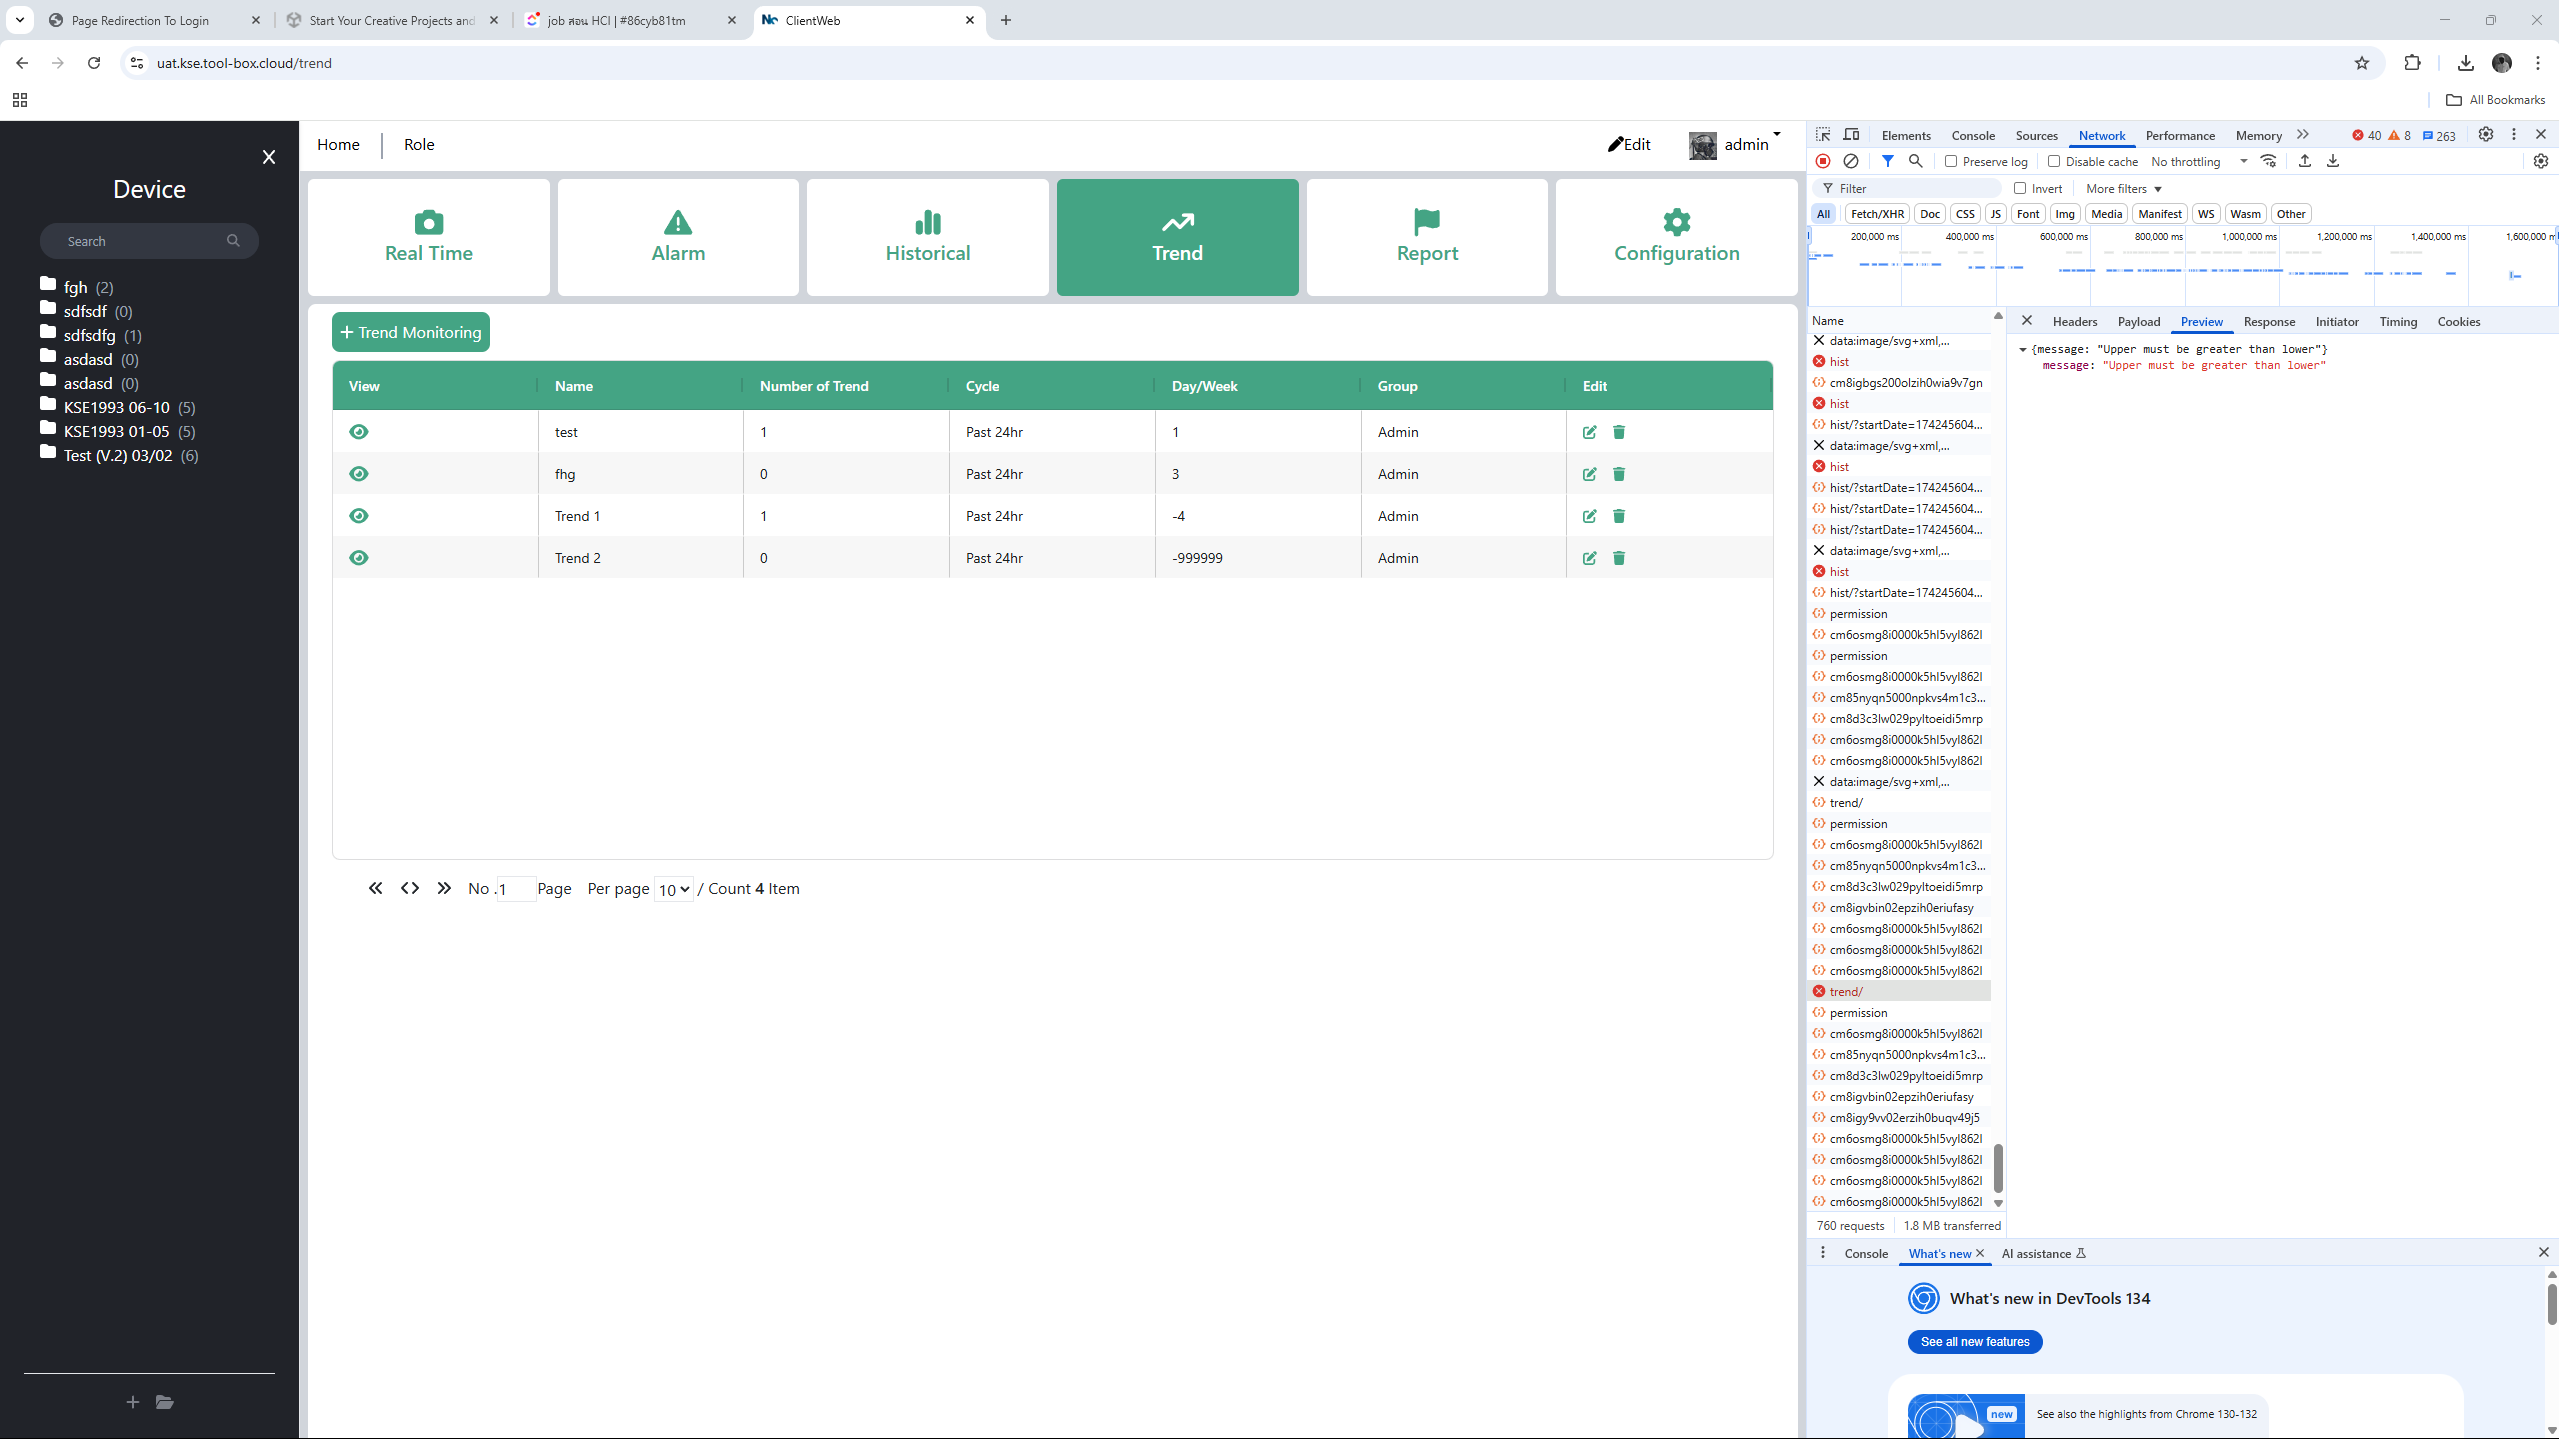 Page Redirection To Login
Start Your Creative Projects and
job สอน HCI | #86cyb81tm
ClientWeb
uat.kse.tool-box.cloud/trend
All Bookmarks
X
Device
Search
fgh (2)
sdfsdf (0)
sdfsdfg (1)
asdasd (0)
asdasd (0)
KSE1993 06-10 (5)
KSE1993 01-05 (5)
Test (V.2) 03/02 (6)
Home
Role
Edit
admin
Real Time
Alarm
Historical
Trend
Report
Configuration
+ Trend Monitoring
View Name Number of Trend Cycle Day/Week Group Edit
test 1 Past 24hr 1 Admin
fhg 0 Past 24hr 3 Admin
Trend 1 1 Past 24hr -4 Admin
Trend 2 0 Past 24hr -999999 Admin
No .1 Page Per page 10 / Count 4 Item
Elements Console Sources Network Performance Memory 40 8 263
Preserve log Disable cache No throttling
Filter Invert More filters
All Fetch/XHR Doc CSS JS Font Img Media Manifest WS Wasm Other
200,000 ms 400,000 ms 600,000 ms 800,000 ms 1,000,000 ms 1,200,000 ms 1,400,000 ms 1,600,000 m
Name
data:image/svg+xml,...
hist
cm8igbgs200olzih0wia9v7gn
hist
hist/?startDate=174245604...
data:image/svg+xml,...
hist
hist/?startDate=174245604...
hist/?startDate=174245604...
hist/?startDate=174245604...
data:image/svg+xml,...
hist
hist/?startDate=174245604...
permission
cm6osmg8i0000k5hl5vyl862l
permission
cm6osmg8i0000k5hl5vyl862l
cm85nyqn5000npkvs4m1c3...
cm8d3c3lw029pyltoeidi5mrp
cm6osmg8i0000k5hl5vyl862l
cm6osmg8i0000k5hl5vyl862l
data:image/svg+xml,...
trend/
permission
cm6osmg8i0000k5hl5vyl862l
cm85nyqn5000npkvs4m1c3...
cm8d3c3lw029pyltoeidi5mrp
cm8igvbin02epzih0eriufasy
cm6osmg8i0000k5hl5vyl862l
cm6osmg8i0000k5hl5vyl862l
cm6osmg8i0000k5hl5vyl862l
trend/
permission
cm6osmg8i0000k5hl5vyl862l
cm85nyqn5000npkvs4m1c3...
cm8d3c3lw029pyltoeidi5mrp
cm8igvbin02epzih0eriufasy
cm8igy9vv02erzih0buqv49j5
cm6osmg8i0000k5hl5vyl862l
cm6osmg8i0000k5hl5vyl862l
cm6osmg8i0000k5hl5vyl862l
cm6osmg8i0000k5hl5vyl862l
760 requests 1.8 MB transferred
Headers Payload Preview Response Initiator Timing Cookies
{message: "Upper must be greater than lower"}
message: "Upper must be greater than lower"
Console What's new AI assistance
What's new in DevTools 134
See all new features
new
See also the highlights from Chrome 130-132